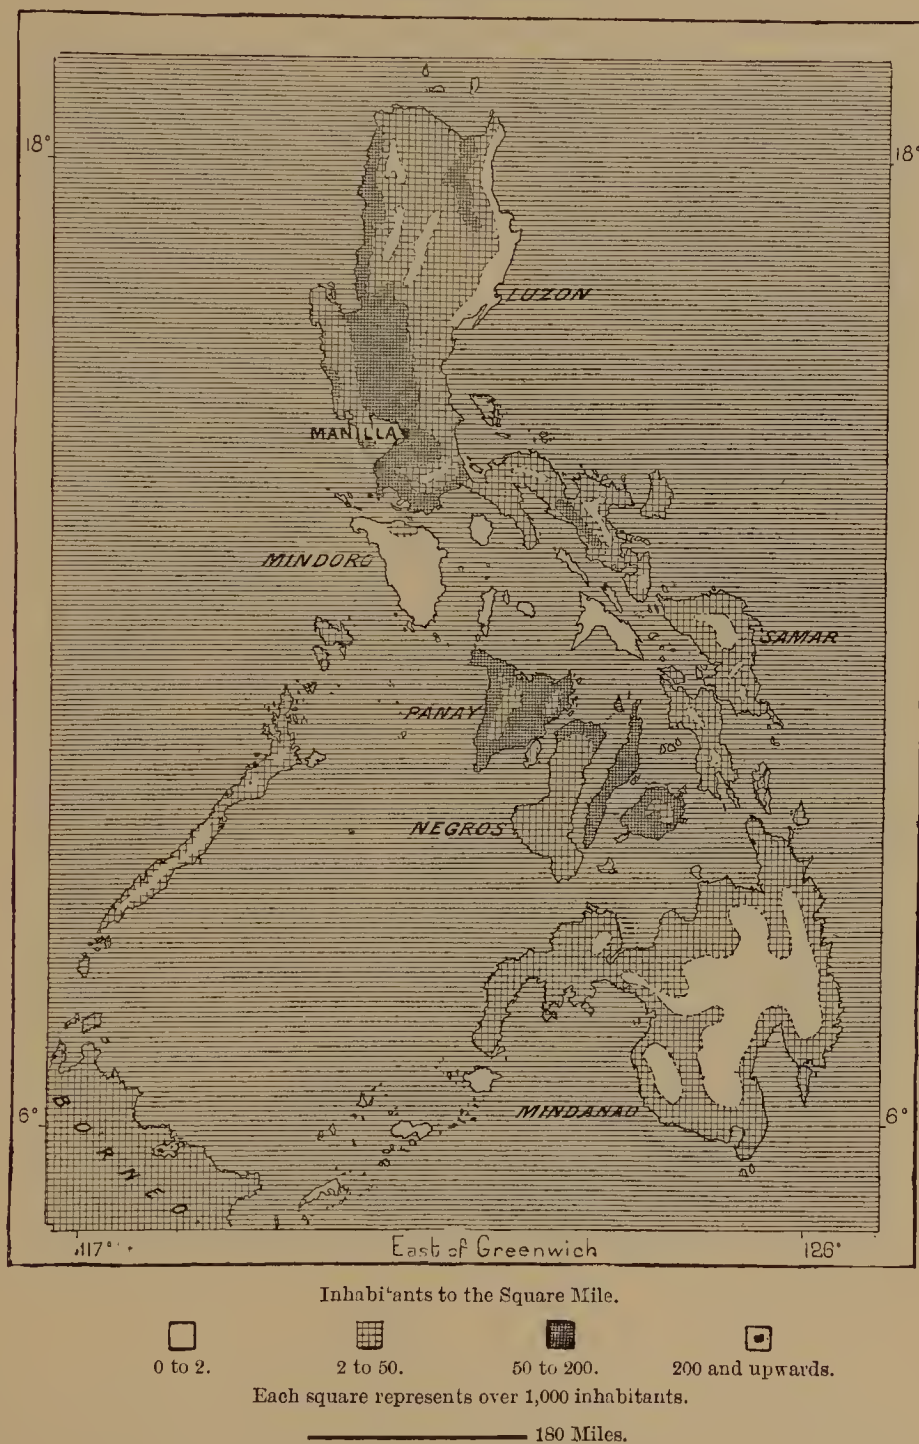 18°
18°
LUZON
MANILLA
MINDORO
SAMAR
PANAY
NEGROS
MINDANAO
6°
6°
BORNEO
117°
East of Greenwich
126°
Inhabi'ants to the Square Mile.
0 to 2.
2 to 50.
50 to 200.
200 and upwards.
Each square represents over 1,000 inhabitants.
180 Miles.